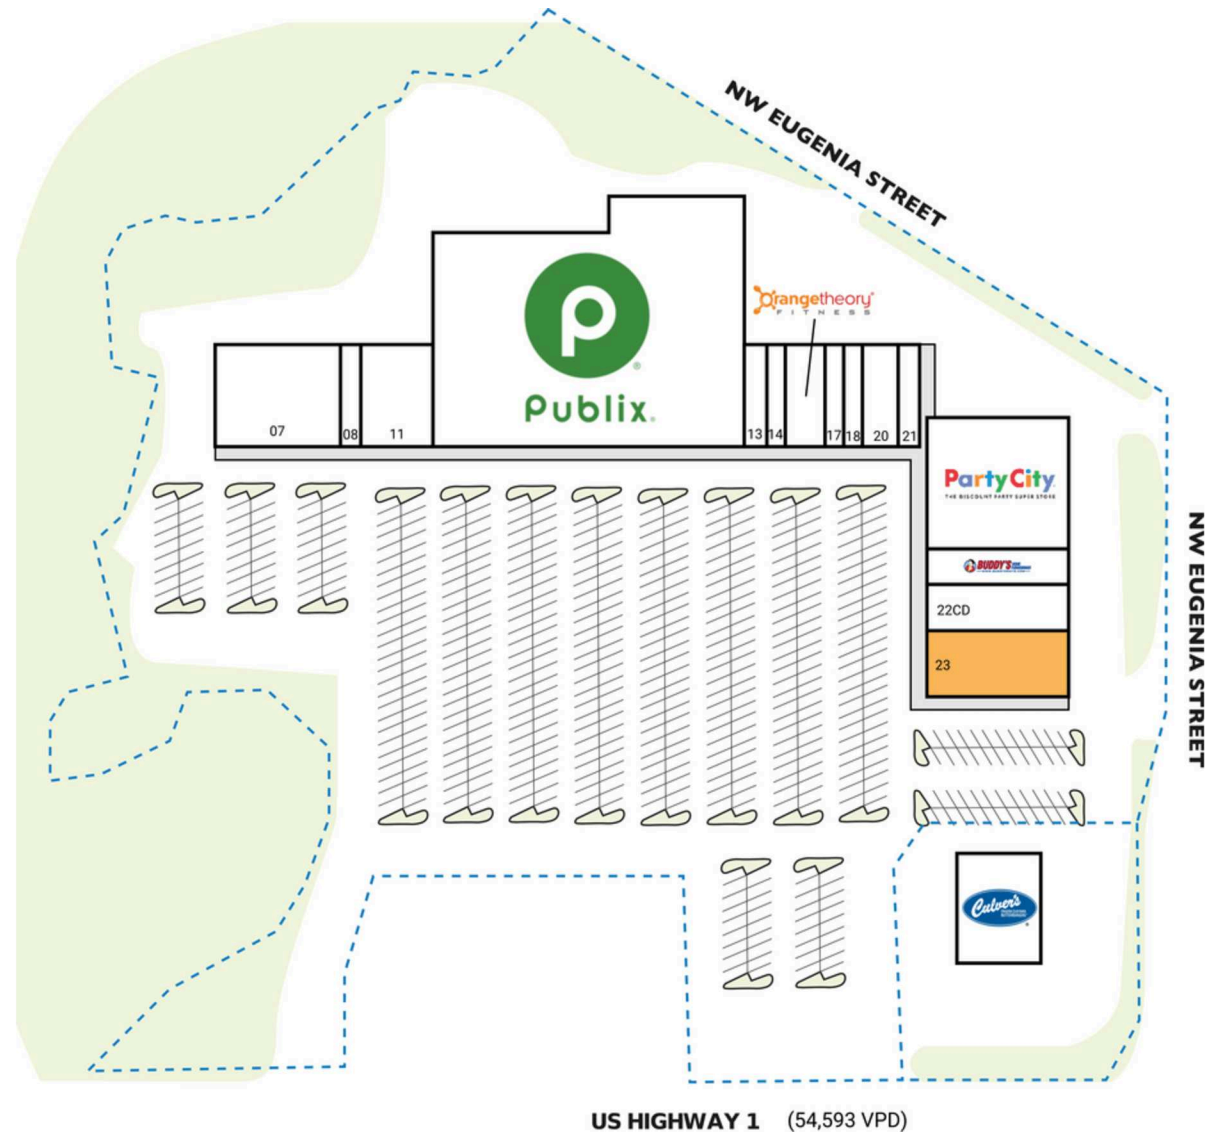 NW EUGENIA STREET
Orangetheory
FITNESS
Publix
07
08
11
13
14
17
18
20
21
Party City
THE DISCOUNT PARTY SUPER STORE
BUDDY'S
22CD
23
NW EUGENIA STREET
Culver's
US HIGHWAY 1 (54,593 VPD)